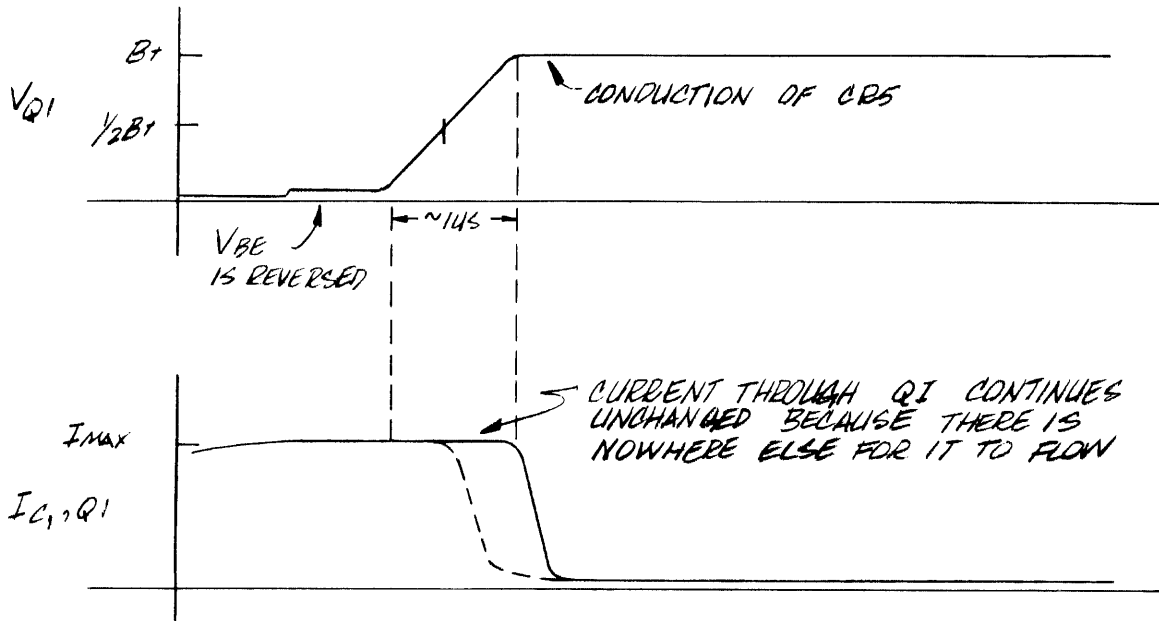 B+
VQ1
1/2B+
CONDUCTION OF CR5
~1µS
VBE
IS REVERSED
CURRENT THROUGH Q1 CONTINUES
UNCHANGED BECAUSE THERE IS
NOWHERE ELSE FOR IT TO FLOW
IMAX
IC1, Q1